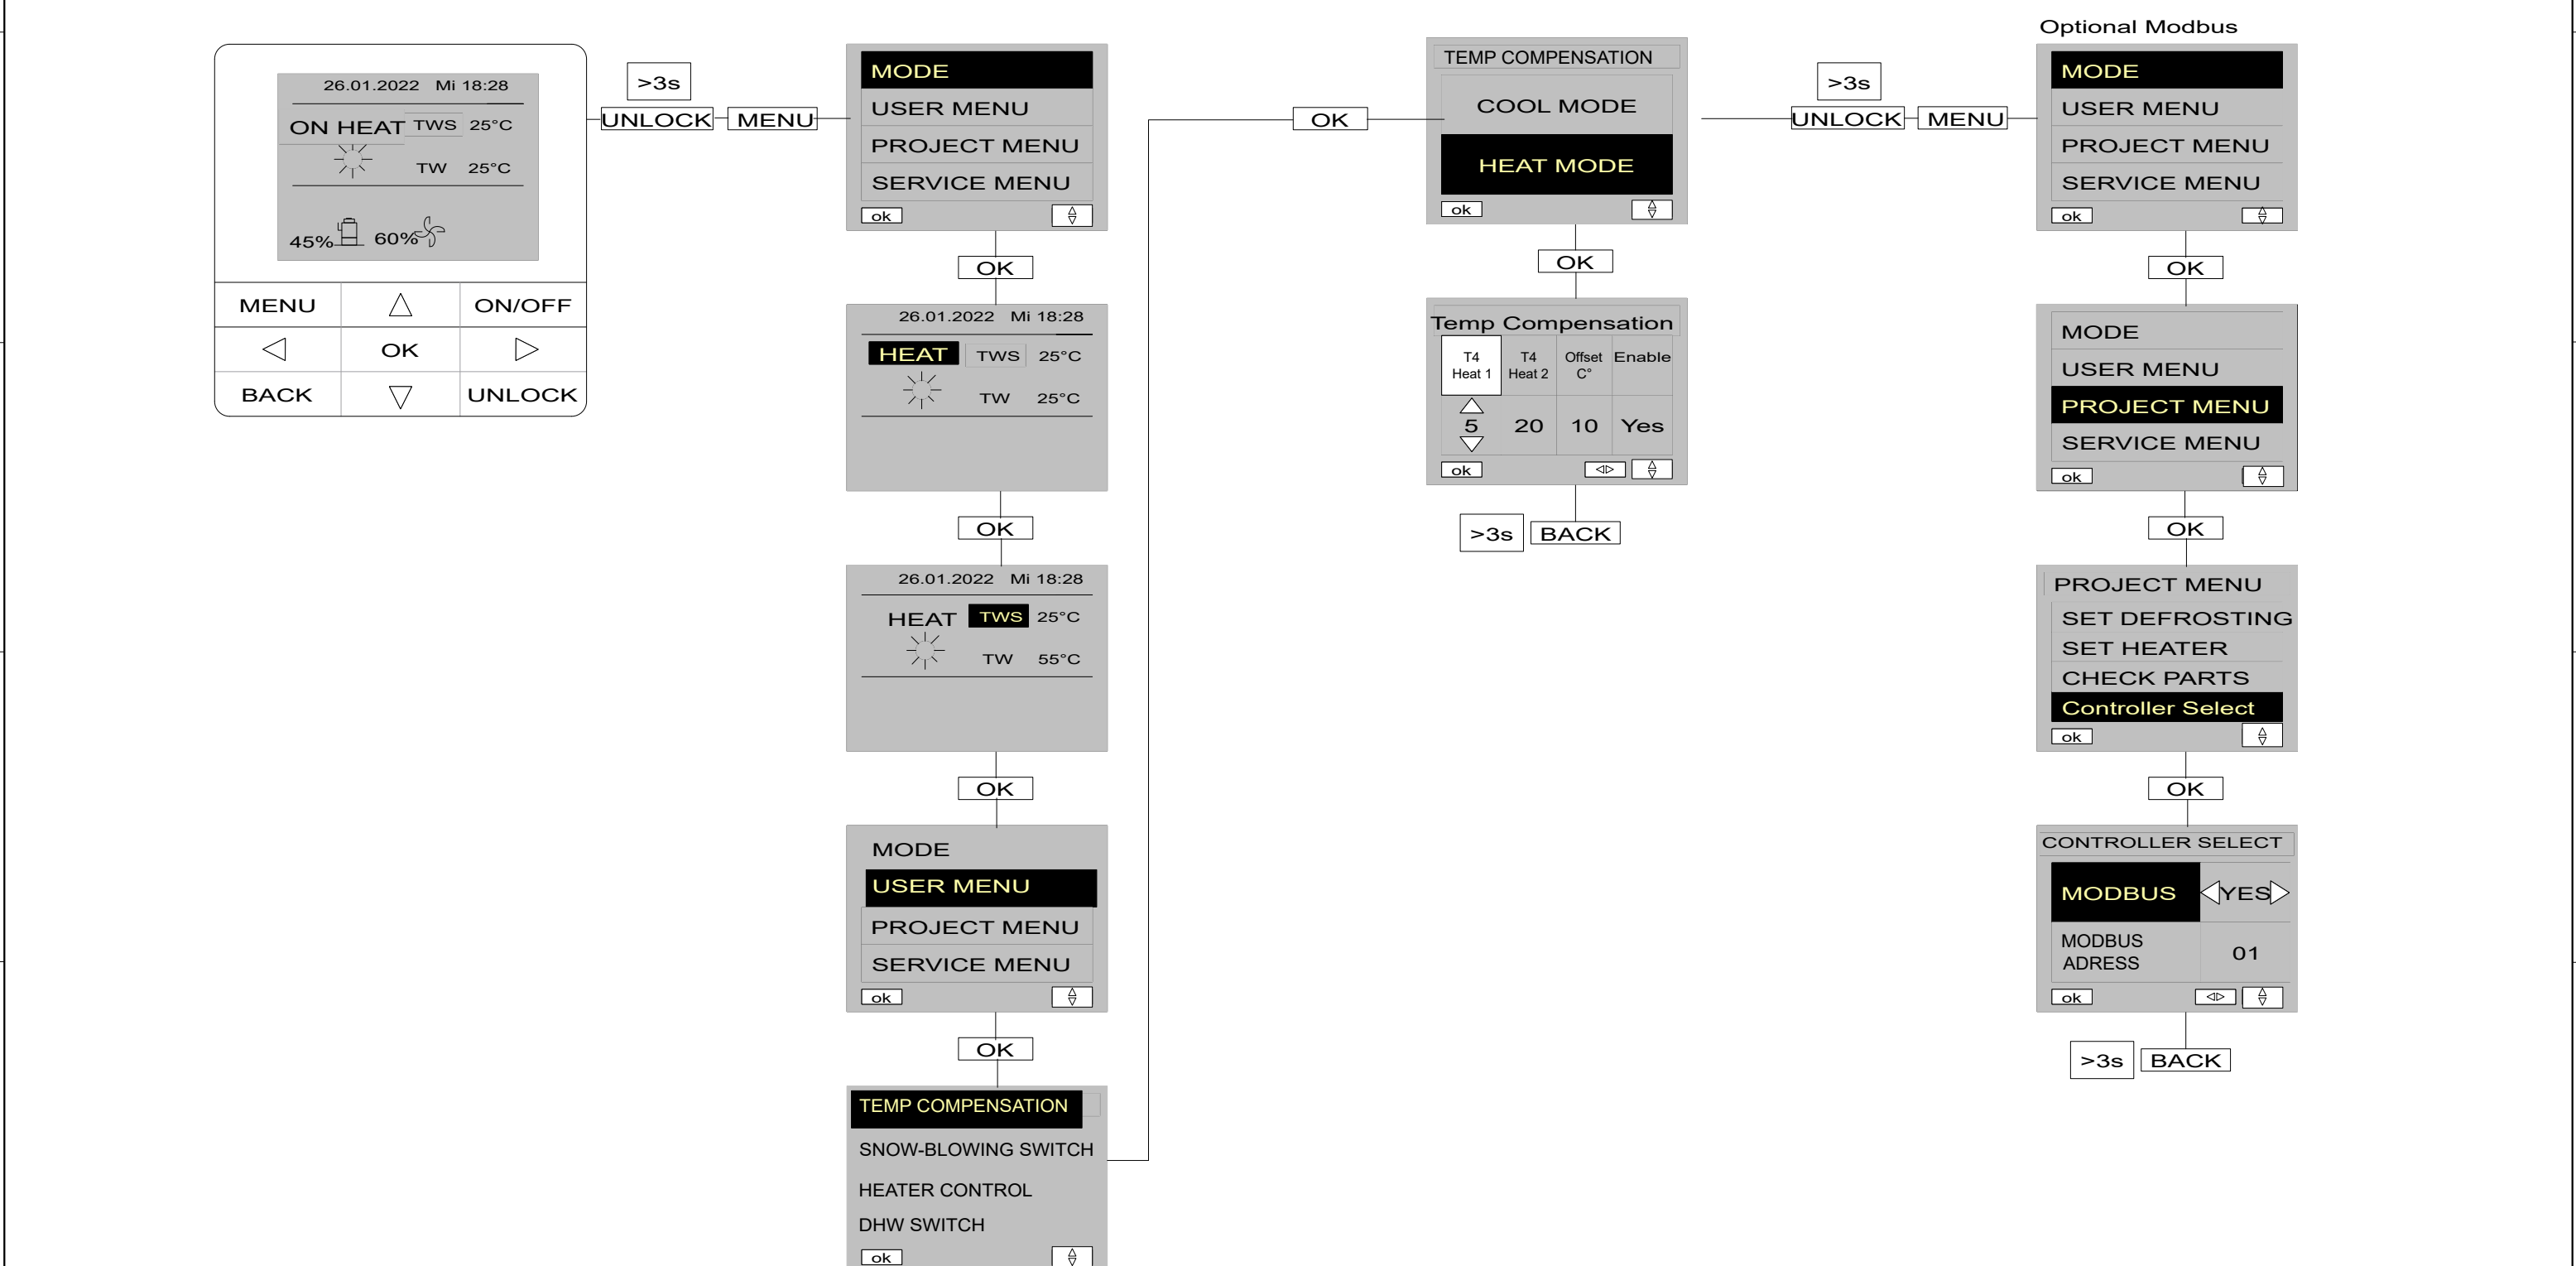 26.01.2022 Mi 18:28
ON HEAT TWS 25°C
TW 25°C
45% 60%
MENU ON/OFF
OK
BACK UNLOCK
>3s
UNLOCK MENU
MODE
USER MENU
PROJECT MENU
SERVICE MENU
ok
OK
26.01.2022 Mi 18:28
HEAT TWS 25°C
TW 25°C
OK
26.01.2022 Mi 18:28
HEAT TWS 25°C
TW 55°C
OK
MODE
USER MENU
PROJECT MENU
SERVICE MENU
ok
OK
TEMP COMPENSATION
SNOW-BLOWING SWITCH
HEATER CONTROL
DHW SWITCH
ok
OK
TEMP COMPENSATION
COOL MODE
HEAT MODE
ok
OK
Temp Compensation
T4 T4 Offset Enable
Heat 1 Heat 2 C°
5 20 10 Yes
ok
>3s BACK
>3s
UNLOCK MENU
Optional Modbus
MODE
USER MENU
PROJECT MENU
SERVICE MENU
ok
OK
MODE
USER MENU
PROJECT MENU
SERVICE MENU
ok
OK
PROJECT MENU
SET DEFROSTING
SET HEATER
CHECK PARTS
Controller Select
ok
OK
CONTROLLER SELECT
MODBUS YES
MODBUS
ADRESS 01
ok
>3s BACK